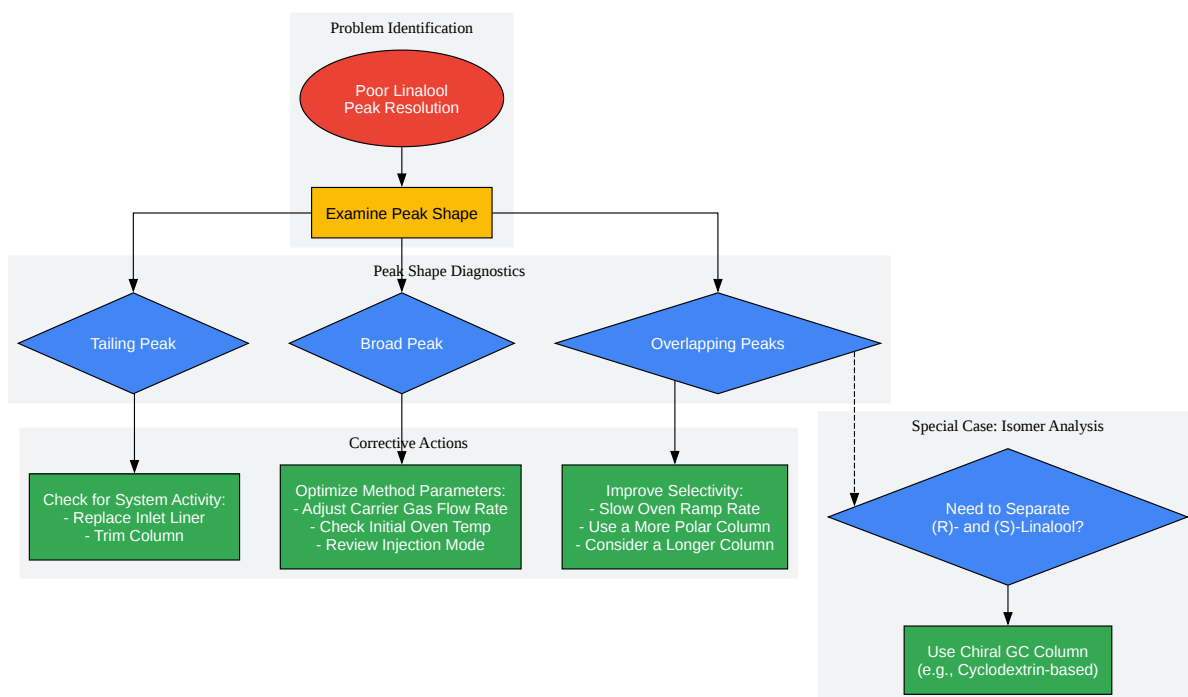 Problem Identification
Poor Linalool
Peak Resolution
Examine Peak Shape
Peak Shape Diagnostics
Tailing Peak
Broad Peak
Overlapping Peaks
Corrective Actions
Check for System Activity:
- Replace Inlet Liner
- Trim Column
Optimize Method Parameters:
- Adjust Carrier Gas Flow Rate
- Check Initial Oven Temp
- Review Injection Mode
Improve Selectivity:
- Slow Oven Ramp Rate
- Use a More Polar Column
- Consider a Longer Column
Special Case: Isomer Analysis
Need to Separate
(R)- and (S)-Linalool?
Use Chiral GC Column
(e.g., Cyclodextrin-based)